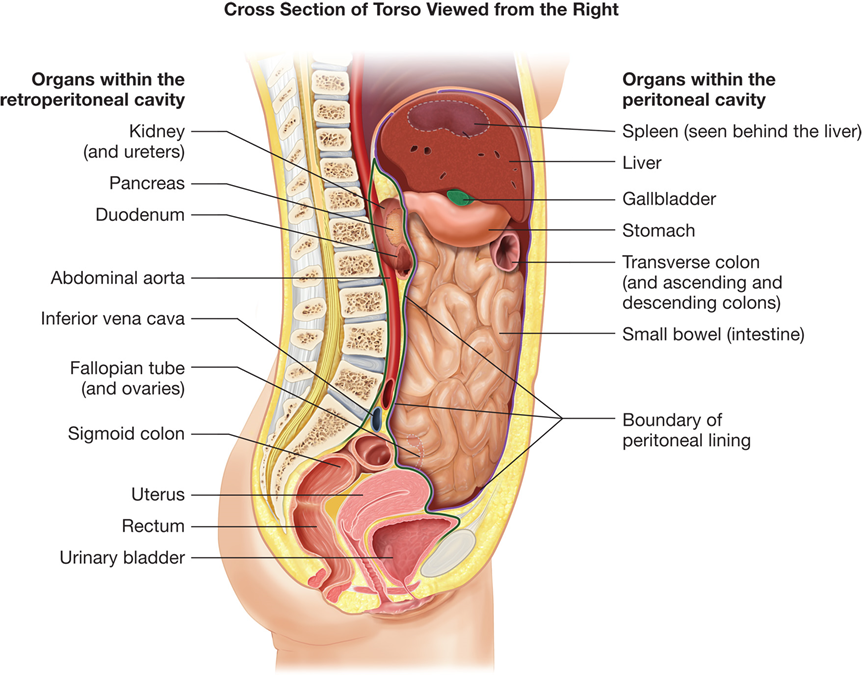 Cross Section of Torso Viewed from the Right
Organs within the
retroperitoneal cavity
Kidney
(and ureters)
Pancreas
Duodenum
Abdominal aorta
Inferior vena cava
Fallopian tube
(and ovaries)
Sigmoid colon
Uterus
Rectum
Urinary bladder
Organs within the
peritoneal cavity
Spleen (seen behind the liver)
Liver
Gallbladder
Stomach
Transverse colon
(and ascending and
descending colons)
Small bowel (intestine)
Boundary of
peritoneal lining